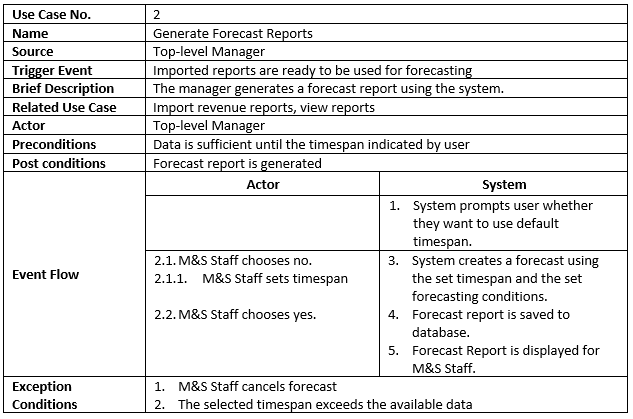 Use Case No. 2
Name Generate Forecast Reports
Source Top-level Manager
Trigger Event Imported reports are ready to be used for forecasting
Brief Description The manager generates a forecast report using the system.
Related Use Case Import revenue reports, view reports
Actor Top-level Manager
Preconditions Data is sufficient until the timespan indicated by user
Post conditions Forecast report is generated
Event Flow
Actor System
1. System prompts user whether
they want to use default
timespan.
2.1. M&S Staff chooses no.
2.1.1. M&S Staff sets timespan
2.2. M&S Staff chooses yes.
3. System creates a forecast using
the set timespan and the set
forecasting conditions.
4. Forecast report is saved to
database.
5. Forecast Report is displayed for
M&S Staff.
Exception
Conditions
1. M&S Staff cancels forecast
2. The selected timespan exceeds the available data